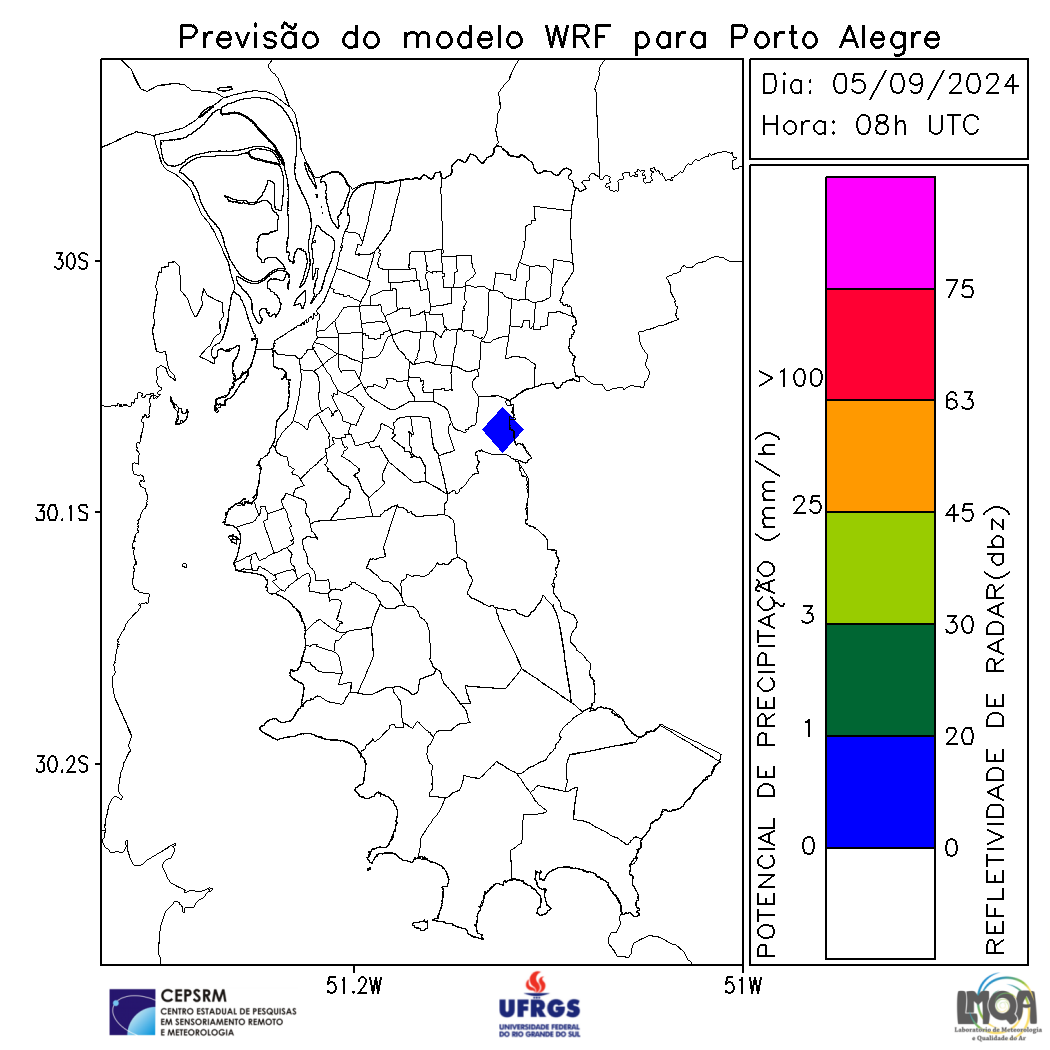 Previsão do modelo WRF para Porto Alegre
Dia: 05/09/2024
Hora: 08h UTC
30S
30.1S
30.2S
51.2W
51W
POTENCIAL DE PRECIPITAÇÃO (mm/h)
>100
25
3
1
0
75
63
45
30
20
0
REFLETIVIDADE DE RADAR(dbz)
CEPSRM
CENTRO ESTADUAL DE PESQUISAS
EM SENSORIAMENTO REMOTO
E METEOROLOGIA
UFRGS
UNIVERSIDADE FEDERAL
DO RIO GRANDE DO SUL
LMQA
Laboratório de Meteorologia
e Qualidade do Ar